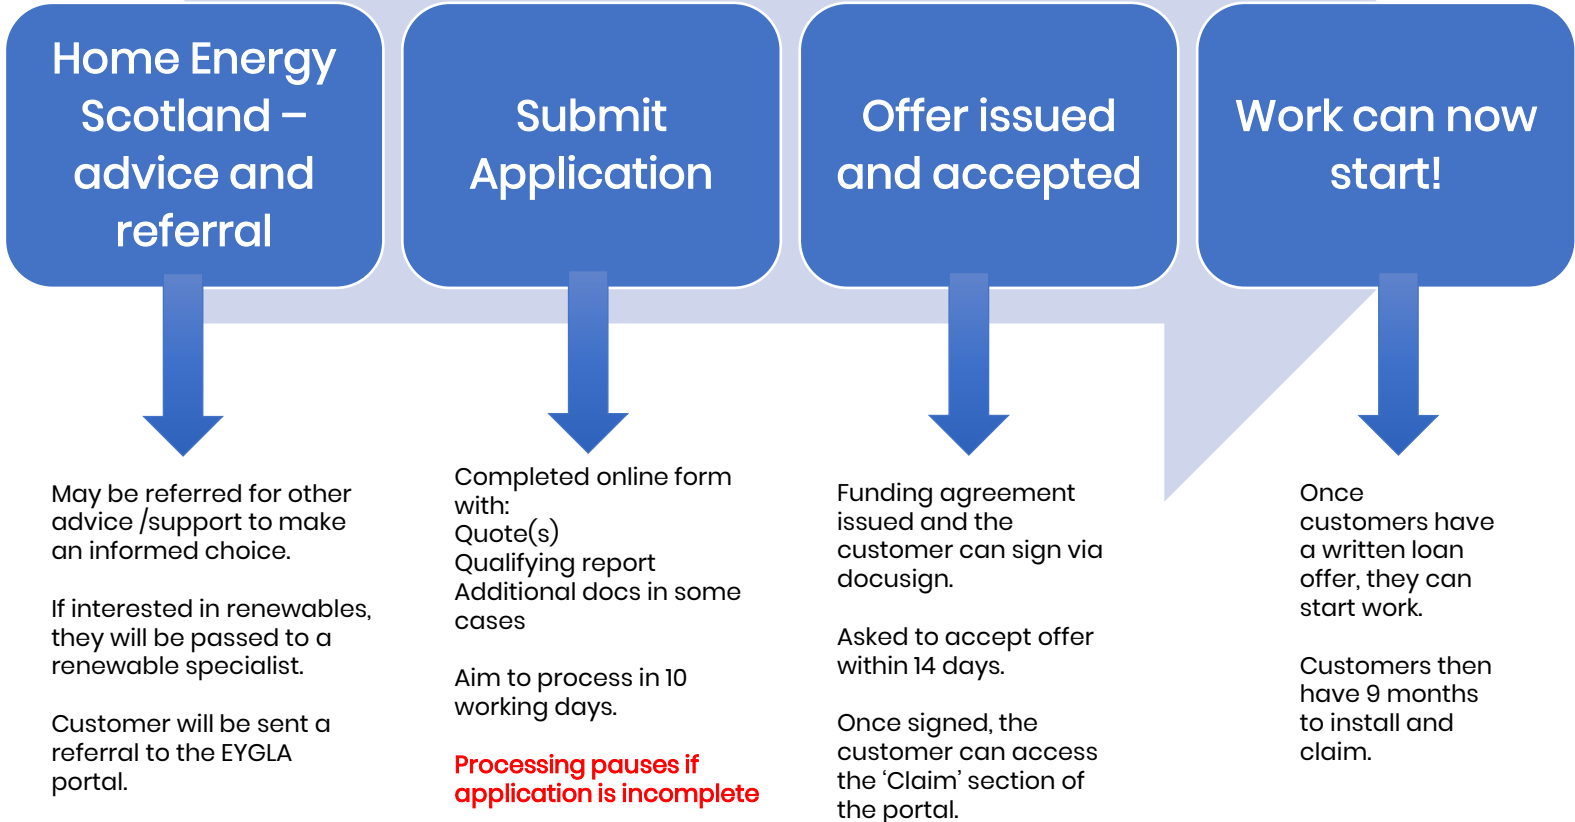 Home Energy
Scotland –
advice and
referral
Submit
Application
Offer issued
and accepted
Work can now
start!
May be referred for other
advice /support to make
an informed choice.
If interested in renewables,
they will be passed to a
renewable specialist.
Customer will be sent a
referral to the EYGLA
portal.
Completed online form
with:
Quote(s)
Qualifying report
Additional docs in some
cases
Aim to process in 10
working days.
Processing pauses if
application is incomplete
Funding agreement
issued and the
customer can sign via
docusign.
Asked to accept offer
within 14 days.
Once signed, the
customer can access
the ‘Claim’ section of
the portal.
Once
customers have
a written loan
offer, they can
start work.
Customers then
have 9 months
to install and
claim.